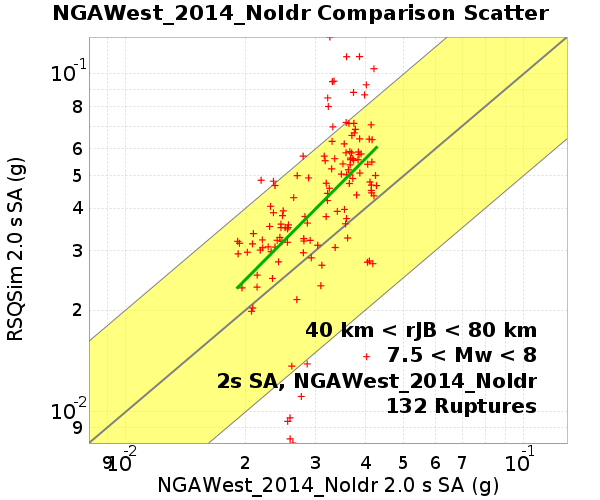 NGAWest_2014_NoIdr Comparison Scatter
RSQSim 2.0 s SA (g)
10⁻¹
8
6
5
4
3
2
10⁻²
9
40 km < rJB < 80 km
7.5 < Mw < 8
2s SA, NGAWest_2014_NoIdr
132 Ruptures
9 10⁻² 2 3 4 5 6 7 10⁻¹
NGAWest_2014_NoIdr 2.0 s SA (g)